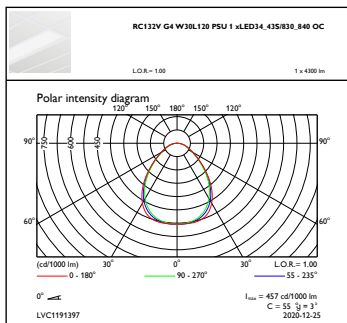 RC132V G4 W30L120 PSU 1 xLED34_43S/830_840 OC
L.O.R.= 1.00
1 x 4300 lm
Polar intensity diagram
120° 150° 180° 150° 120°
90° 750 600 450 90°
60° 60°
30° 0° 30°
(cd/1000 lm) L.O.R.= 1.00
0 - 180° 90 - 270° 55 - 235°
0° Imax = 457 cd/1000 lm
C = 55 °g = 3°
LVC1191397 2020-12-25